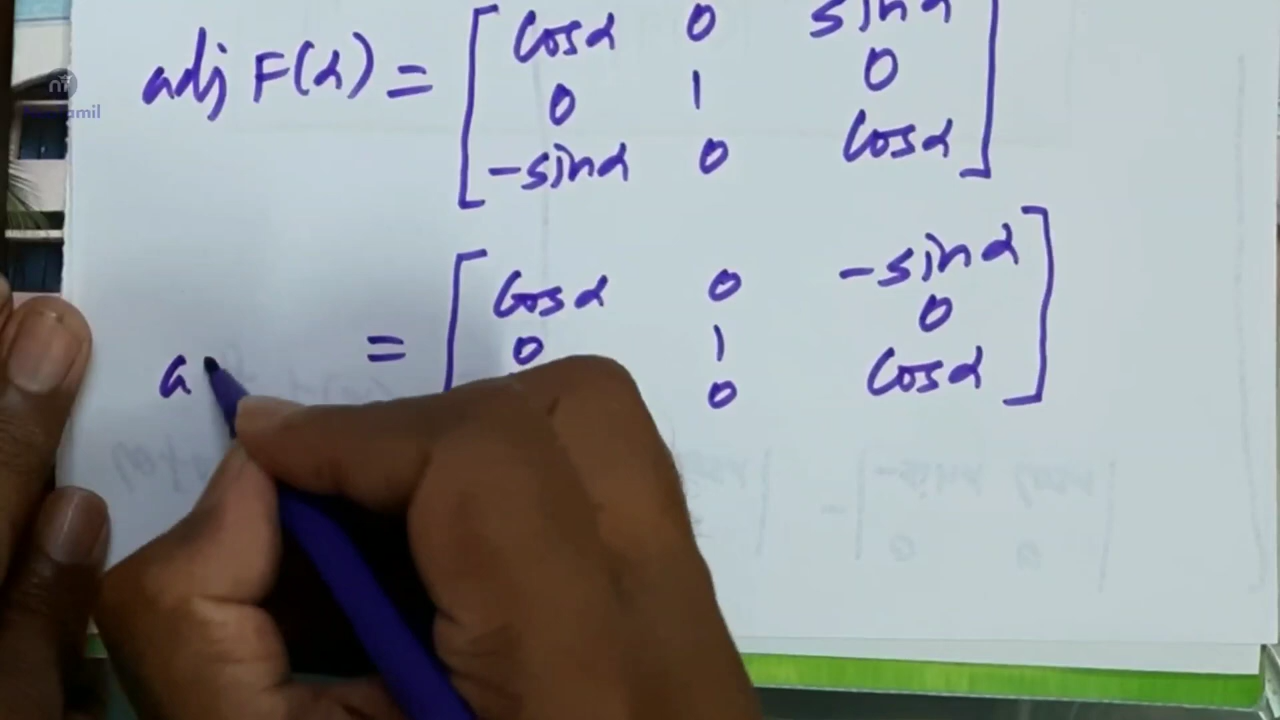 adj F(α) = [ cosα 0 sinα
0 1 0
-sinα 0 cosα ]
= [ cosα 0 -sinα
0 1 0
0 cosα ]
a